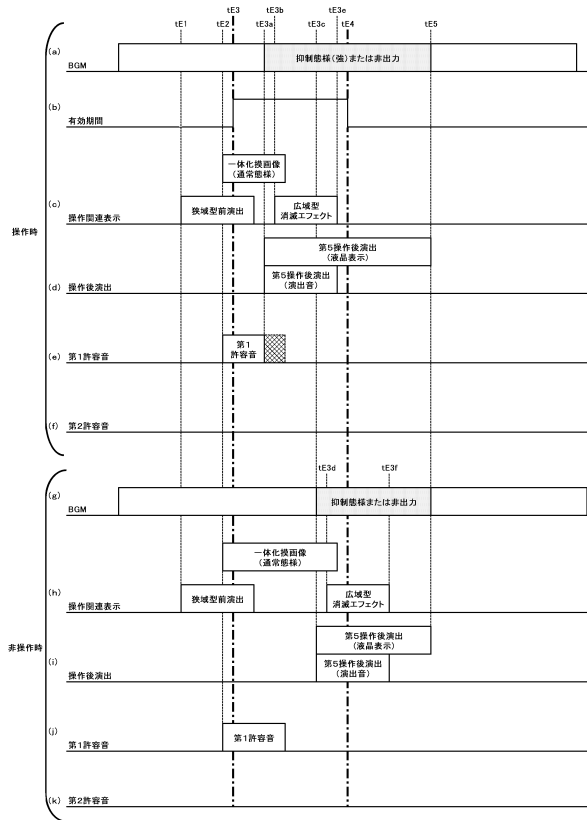 tE3 tE3b tE3e
tE1 tE2 tE3a tE3c tE4 tE5
(a)
BGM
抑制態様(強)または非出力
(b)
有効期間
一体化摸画像
(通常態様)
(c)
操作関連表示
狭域型前演出
広域型
消滅エフェクト
操作時
第5操作後演出
(液晶表示)
(d)
操作後演出
第5操作後演出
(演出音)
(e)
第1許容音
第1
許容音
(f)
第2許容音
tE3d tE3f
(g)
BGM
抑制態様または非出力
一体化摸画像
(通常態様)
(h)
操作関連表示
狭域型前演出
広域型
消滅エフェクト
非操作時
第5操作後演出
(液晶表示)
(i)
操作後演出
第5操作後演出
(演出音)
(j)
第1許容音
第1許容音
(k)
第2許容音